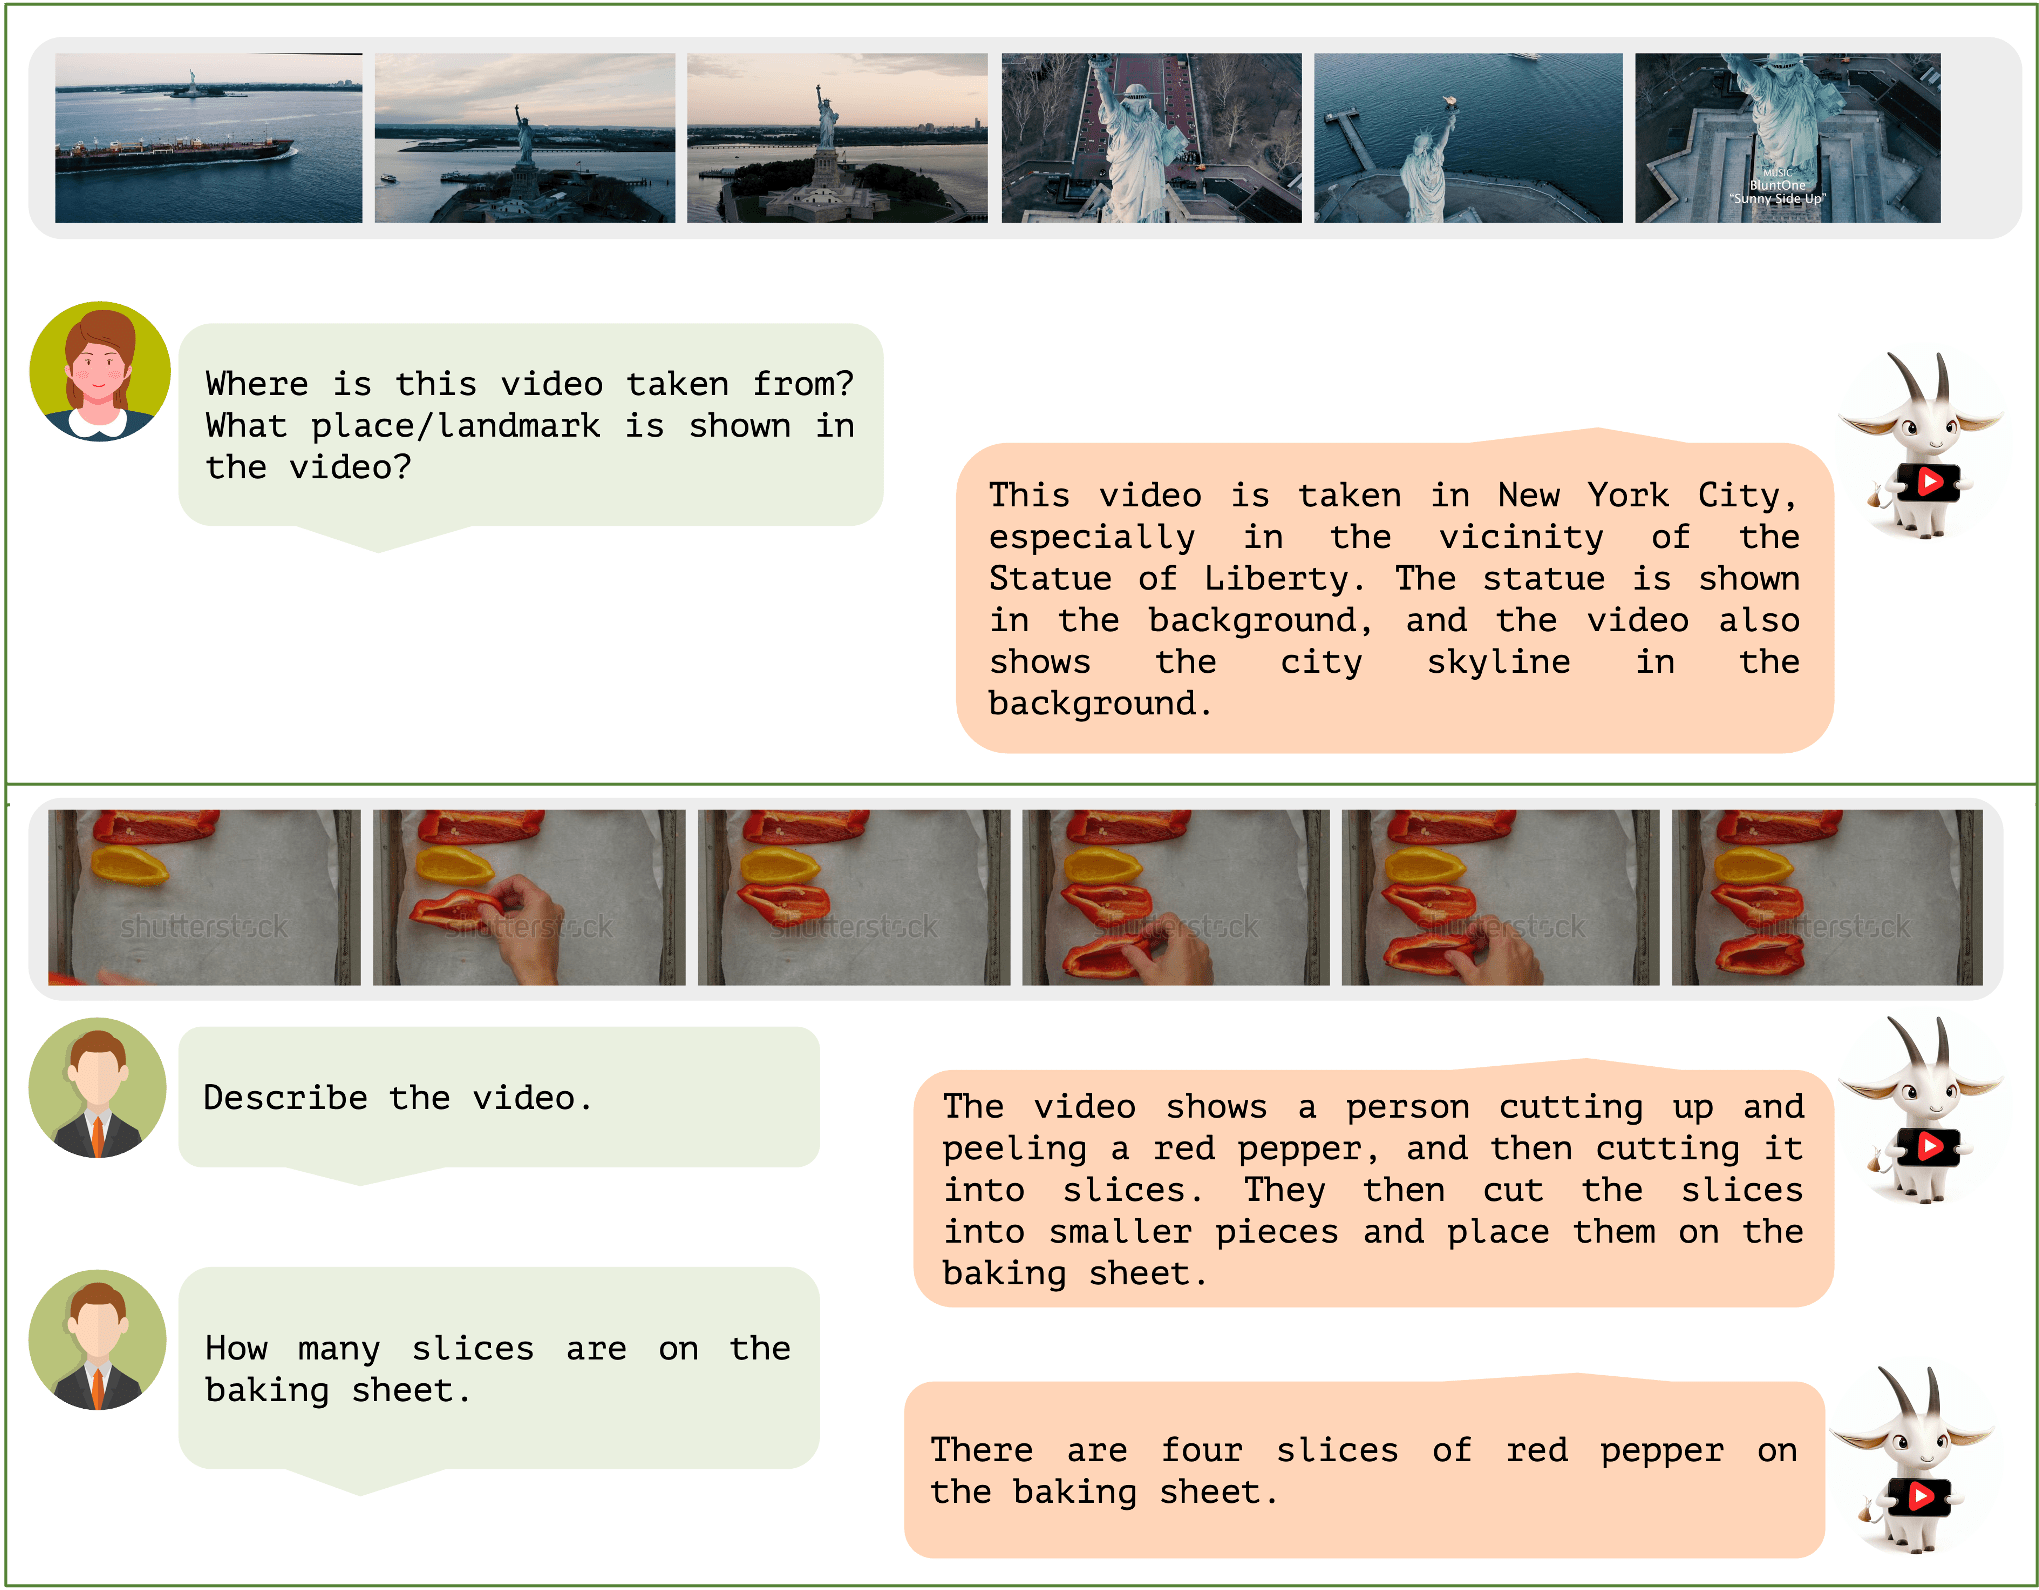 MUSIC
BluntOne
"Sunny Side Up"
Where is this video taken from?
What place/landmark is shown in
the video?
This video is taken in New York City,
especially in the vicinity of the
Statue of Liberty. The statue is shown
in the background, and the video also
shows the city skyline in the
background.
shutterstock
shutterstock
shutterstock
shutterstock
shutterstock
shutterstock
Describe the video.
The video shows a person cutting up and
peeling a red pepper, and then cutting it
into slices. They then cut the slices
into smaller pieces and place them on the
baking sheet.
How many slices are on the
baking sheet.
There are four slices of red pepper on
the baking sheet.